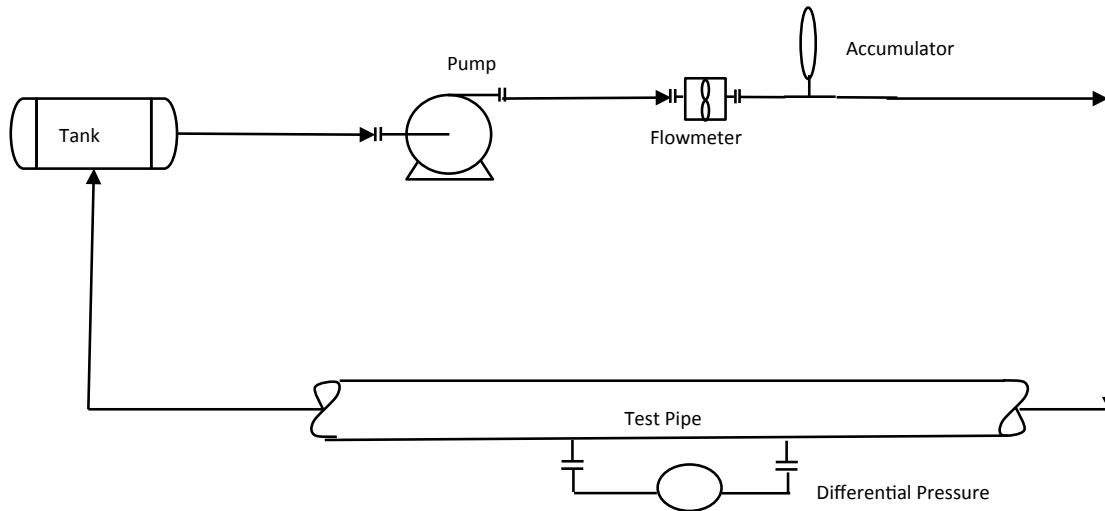 Accumulator
Pump
Tank
Flowmeter
Test Pipe
Differential Pressure